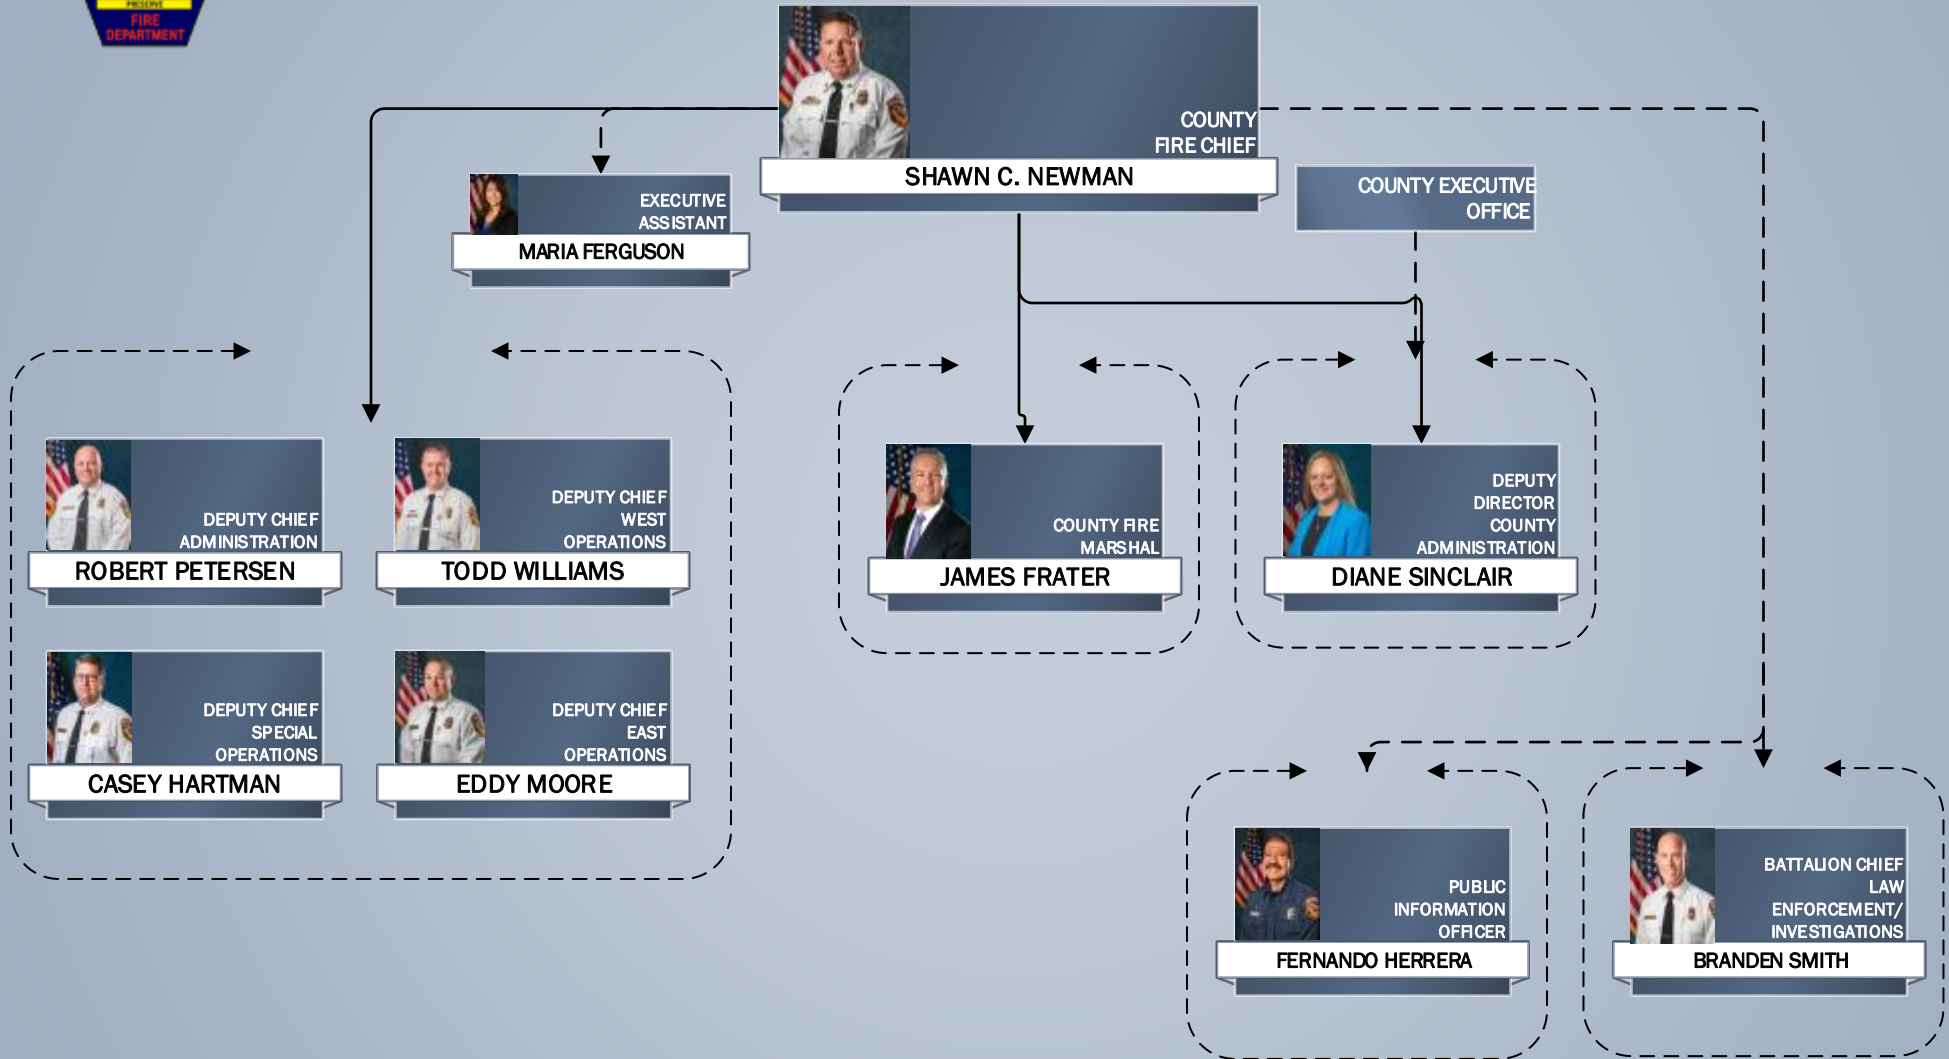 PRESERVE
FIRE
DEPARTMENT
COUNTY
FIRE CHIEF
SHAWN C. NEWMAN
EXECUTIVE
ASSISTANT
MARIA FERGUSON
COUNTY EXECUTIVE
OFFICE
DEPUTY CHIEF
ADMINISTRATION
ROBERT PETERSEN
DEPUTY CHIEF
WEST
OPERATIONS
TODD WILLIAMS
COUNTY FIRE
MARSHAL
JAMES FRATER
DEPUTY
DIRECTOR
COUNTY
ADMINISTRATION
DIANE SINCLAIR
DEPUTY CHIEF
SPECIAL
OPERATIONS
CASEY HARTMAN
DEPUTY CHIEF
EAST
OPERATIONS
EDDY MOORE
PUBLIC
INFORMATION
OFFICER
FERNANDO HERRERA
BATTALION CHIEF
LAW
ENFORCEMENT/
INVESTIGATIONS
BRANDEN SMITH